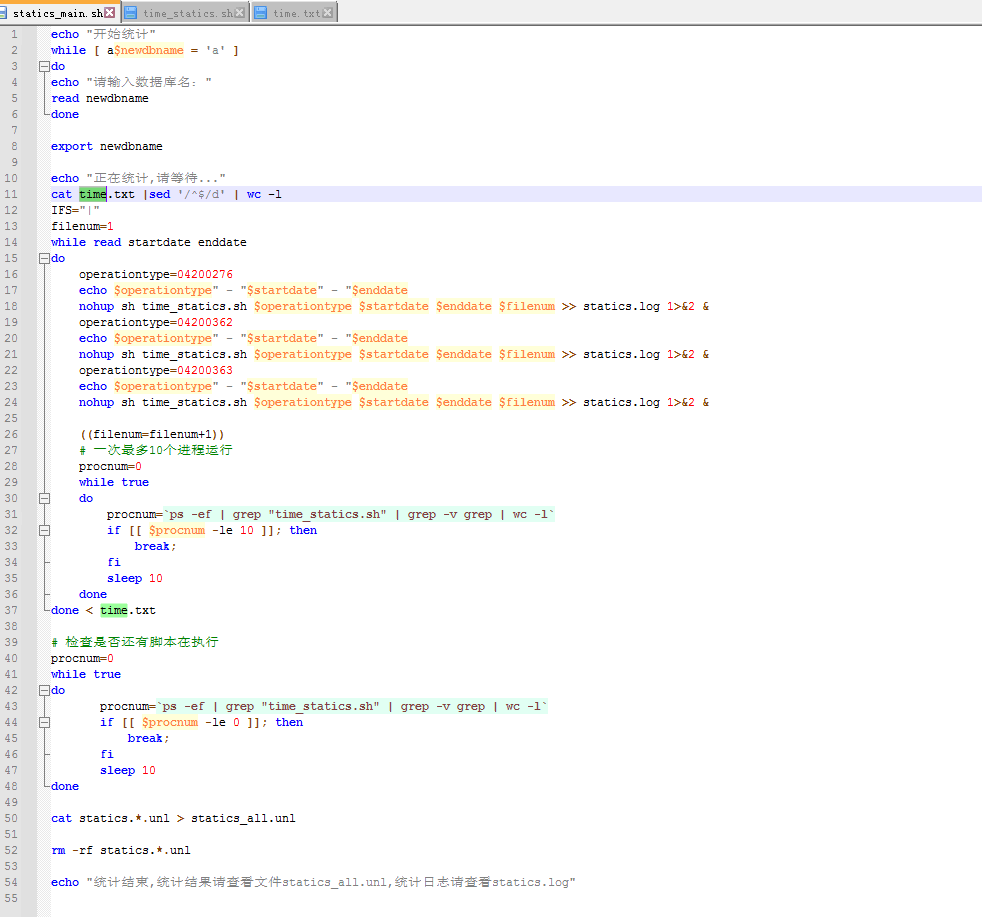 statics_main.sh time_statics.sh time.txt
1 echo "开始统计"
2 while [ a$newdbname = 'a' ]
3 do
4 echo "请输入数据库名："
5 read newdbname
6 done
7
8 export newdbname
9
10 echo "正在统计,请等待..."
11 cat time.txt |sed '/^$/d' | wc -l
12 IFS="|"
13 filenum=1
14 while read startdate enddate
15 do
16 operationtype=04200276
17 echo $operationtype" - "$startdate" - "$enddate
18 nohup sh time_statics.sh $operationtype $startdate $enddate $filenum >> statics.log 1>&2 &
19 operationtype=04200362
20 echo $operationtype" - "$startdate" - "$enddate
21 nohup sh time_statics.sh $operationtype $startdate $enddate $filenum >> statics.log 1>&2 &
22 operationtype=04200363
23 echo $operationtype" - "$startdate" - "$enddate
24 nohup sh time_statics.sh $operationtype $startdate $enddate $filenum >> statics.log 1>&2 &
25
26 ((filenum=filenum+1))
27 # 一次最多10个进程运行
28 procnum=0
29 while true
30 do
31 procnum=`ps -ef | grep "time_statics.sh" | grep -v grep | wc -l`
32 if [[ $procnum -le 10 ]]; then
33 break;
34 fi
35 sleep 10
36 done
37 done < time.txt
38
39 # 检查是否还有脚本在执行
40 procnum=0
41 while true
42 do
43 procnum=`ps -ef | grep "time_statics.sh" | grep -v grep | wc -l`
44 if [[ $procnum -le 0 ]]; then
45 break;
46 fi
47 sleep 10
48 done
49
50 cat statics.*.unl > statics_all.unl
51
52 rm -rf statics.*.unl
53
54 echo "统计结束,统计结果请查看文件statics_all.unl,统计日志请查看statics.log"
55